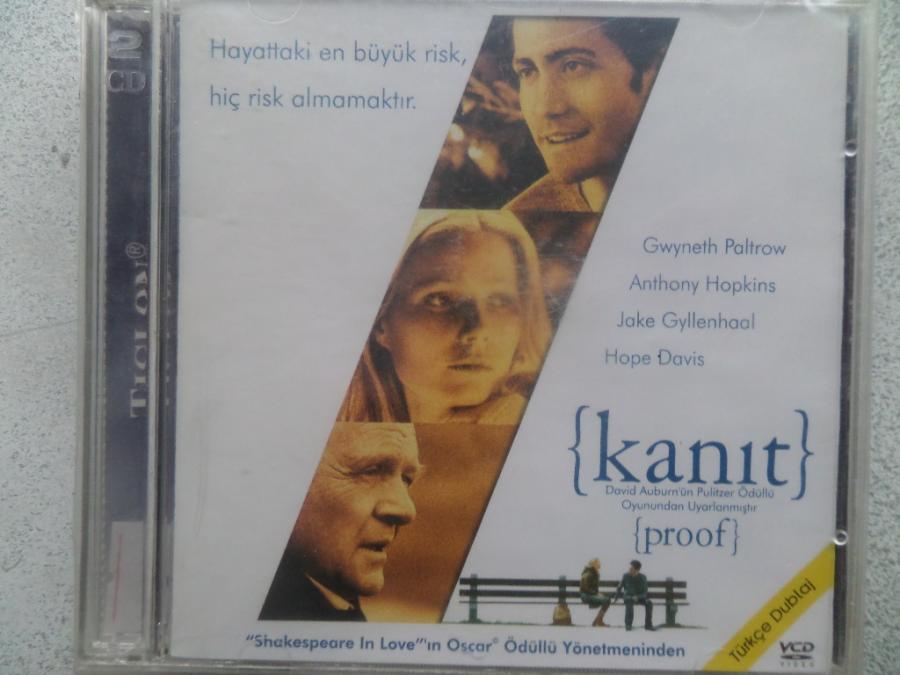 2
CD
TIGLON®
Hayattaki en büyük risk,
hiç risk almamaktır.
Gwyneth Paltrow
Anthony Hopkins
Jake Gyllenhaal
Hope Davis
{kanıt}
David Auburn'ün Pulitzer Ödüllü
Oyunundan Uyarlanmıştır
{proof}
"Shakespeare In Love"'ın Oscar® Ödüllü Yönetmeninden
Türkçe Dublaj
VCD
VIDEO